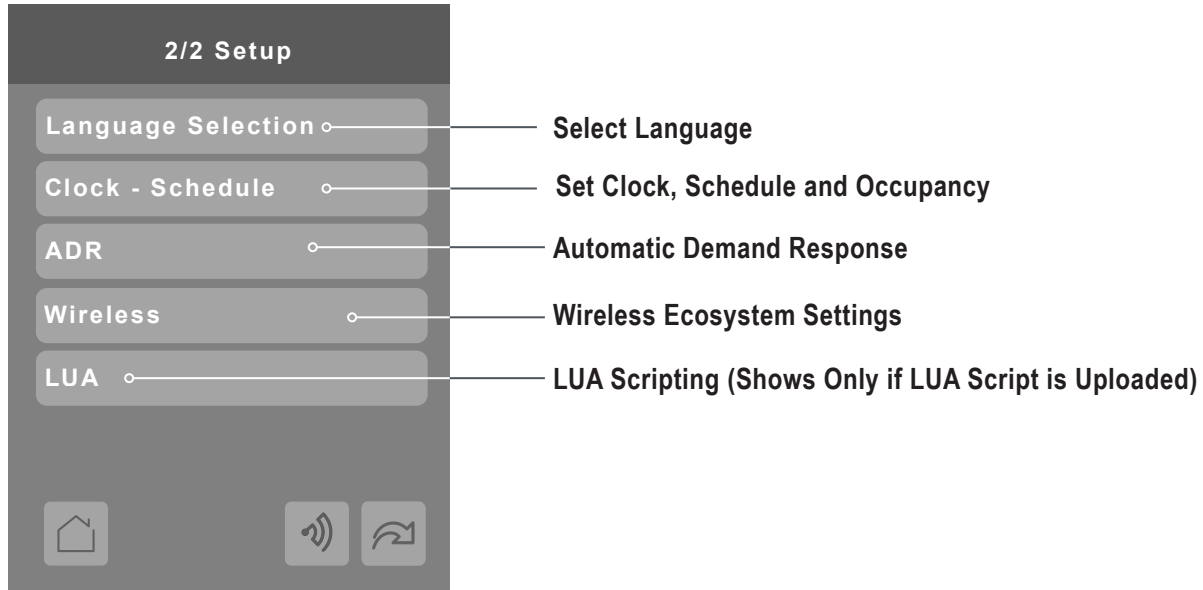 2/2 Setup
Language Selection
Select Language
Clock - Schedule
Set Clock, Schedule and Occupancy
ADR
Automatic Demand Response
Wireless
Wireless Ecosystem Settings
LUA
LUA Scripting (Shows Only if LUA Script is Uploaded)